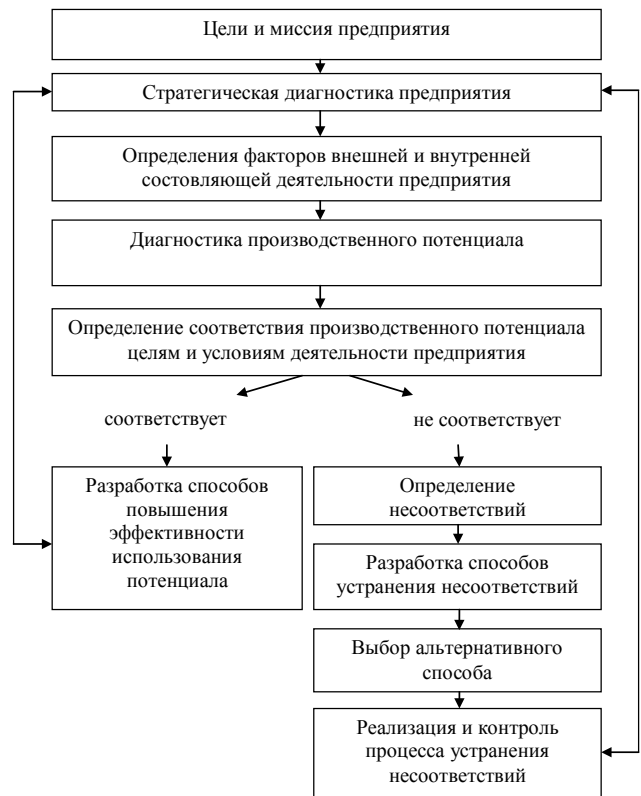 Цели и миссия предприятия
Стратегическая диагностика предприятия
Определения факторов внешней и внутренней
состовляющей деятельности предприятия
Диагностика производственного потенциала
Определение соответствия производственного потенциала
целям и условиям деятельности предприятия
соответствует
не соответствует
Разработка способов
повышения
эффективности
использования
потенциала
Определение
несоответствий
Разработка способов
устранения несоответствий
Выбор альтернативного
способа
Реализация и контроль
процесса устранения
несоответствий